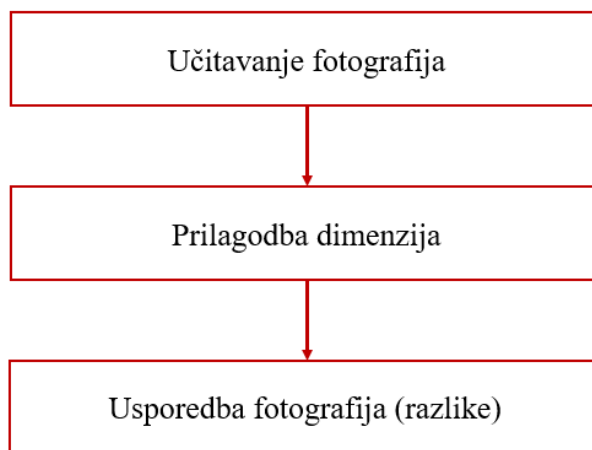 Učitavanje fotografija
Prilagodba dimenzija
Usporedba fotografija (razlike)